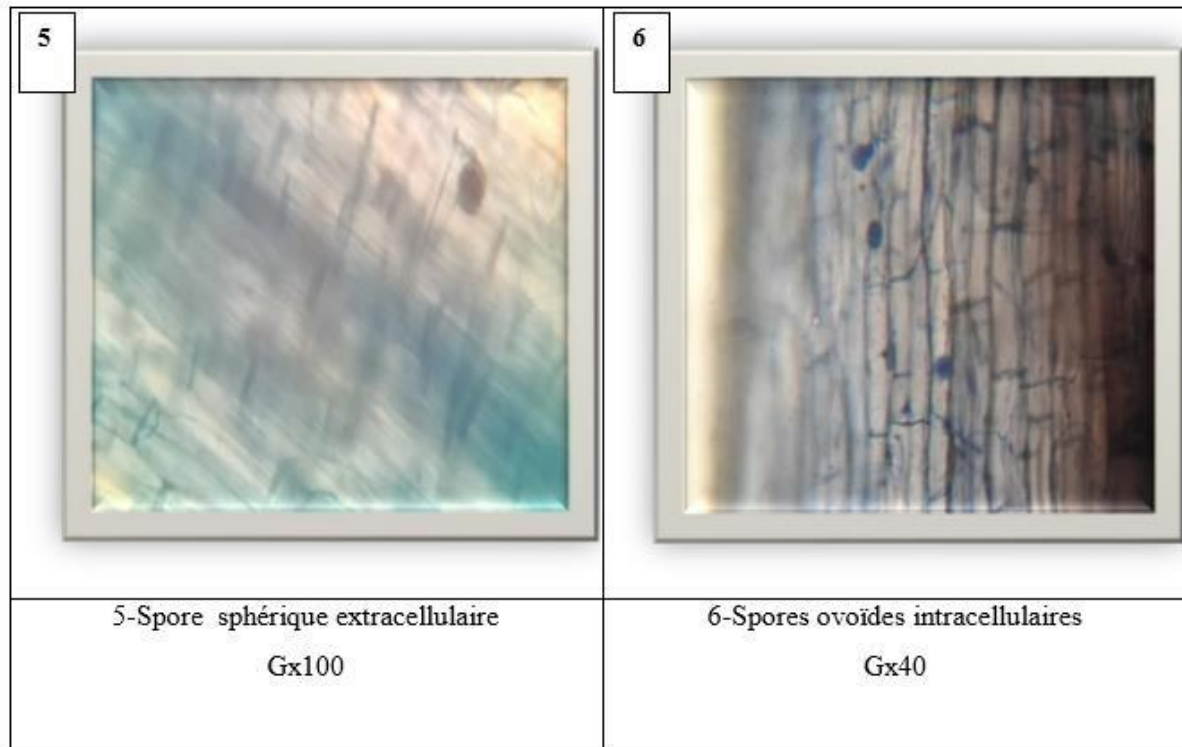 5
6
5-Spore sphérique extracellulaire
Gx100
6-Spores ovoïdes intracellulaires
Gx40